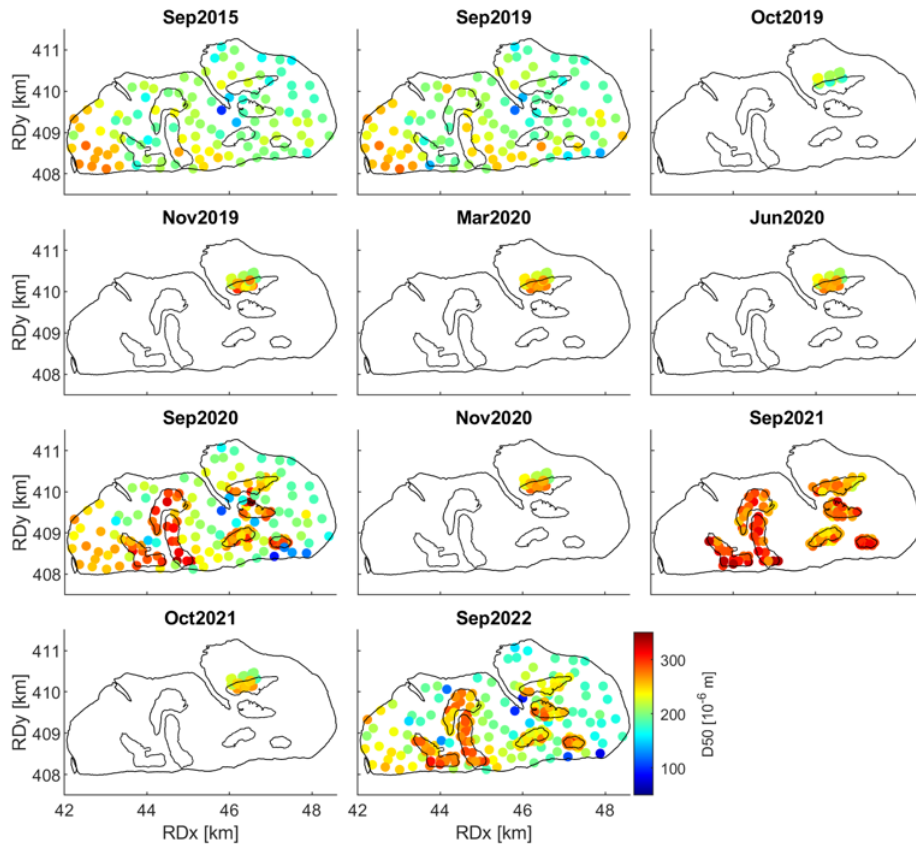 Sep2015
Sep2019
Oct2019
RDy [km]
411
410
409
408
Nov2019
Mar2020
Jun2020
RDy [km]
411
410
409
408
Sep2020
Nov2020
Sep2021
RDy [km]
411
410
409
408
Oct2021
Sep2022
RDy [km]
411
410
409
408
42 44 46 48
RDx [km]
42 44 46 48
RDx [km]
300
200
100
D50 [10⁻⁶ m]